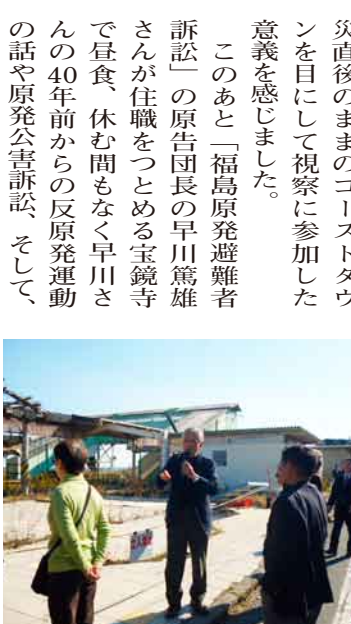 災直後のままのゴーストタウ
ンを目にして視察に参加した
意義を感じました。
　このあと「福島原発避難者
訴訟」の原告団長の早川篤雄
さんが住職をつとめる宝鏡寺
で昼食、休む間もなく早川さ
んの40年前からの反原発運動
の話や原発公害訴訟、そして、